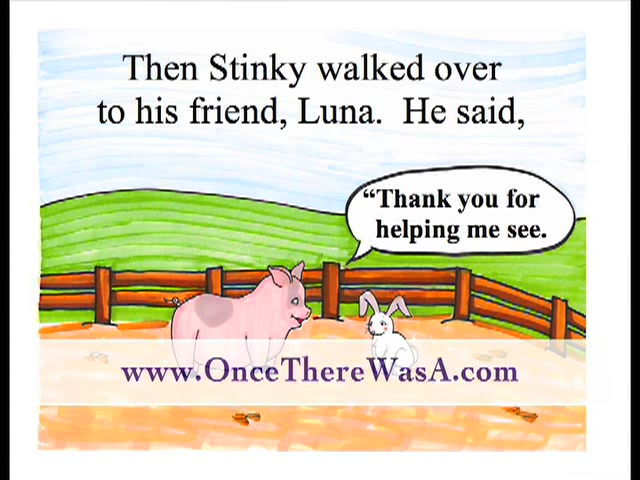 Then Stinky walked over
to his friend, Luna.  He said,
“Thank you for
helping me see.
www.OnceThereWasA.com